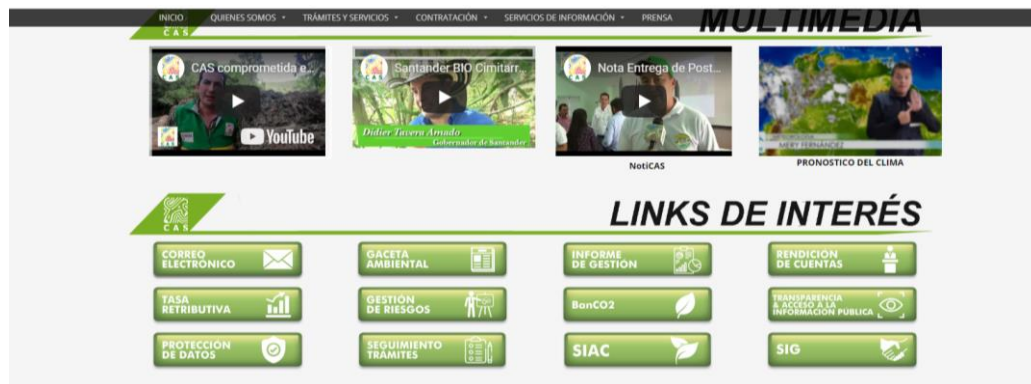 INICIO QUIENES SOMOS TRÁMITES Y SERVICIOS CONTRATACIÓN SERVICIOS DE INFORMACIÓN PRENSA
CAS
MULTIMEDIA
CAS comprometida e...
YouTube
Santander BIO Cimitarr...
Didier Tavera Amado
Gobernador de Santander
Nota Entrega de Post...
METEOROLOGIA
MERY FERNÁNDEZ
NotiCAS
PRONOSTICO DEL CLIMA
CAS
LINKS DE INTERÉS
CORREO
ELECTRÓNICO
GACETA
AMBIENTAL
INFORME
DE GESTIÓN
RENDICIÓN
DE CUENTAS
TASA
RETRIBUTIVA
GESTIÓN
DE RIESGOS
BanCO2
TRANSPARENCIA
& ACCESO A LA
INFORMACIÓN PUBLICA
PROTECCIÓN
DE DATOS
SEGUIMIENTO
TRÁMITES
SIAC
SIG